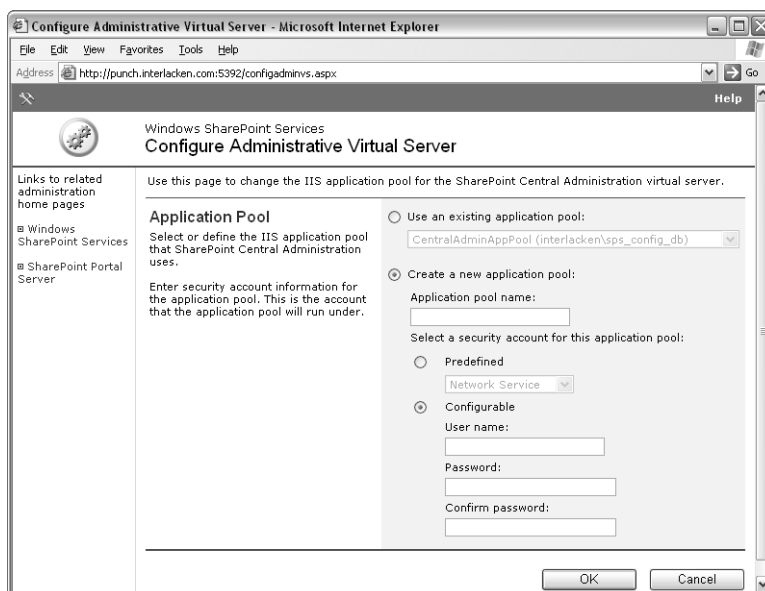 Configure Administrative Virtual Server - Microsoft Internet Explorer
File Edit View Favorites Tools Help
Address http://punch.interlacken.com:5392/configadminvs.aspx Go
Help
Windows SharePoint Services
Configure Administrative Virtual Server
Links to related
administration
home pages
Windows
SharePoint Services
SharePoint Portal
Server
Use this page to change the IIS application pool for the SharePoint Central Administration virtual server.
Application Pool
Select or define the IIS application pool
that SharePoint Central Administration
uses.
Enter security account information for
the application pool. This is the account
that the application pool will run under.
Use an existing application pool:
CentralAdminAppPool (interlacken\sps_config_db)
Create a new application pool:
Application pool name:
Select a security account for this application pool:
Predefined
Network Service
Configurable
User name:
Password:
Confirm password:
OK Cancel